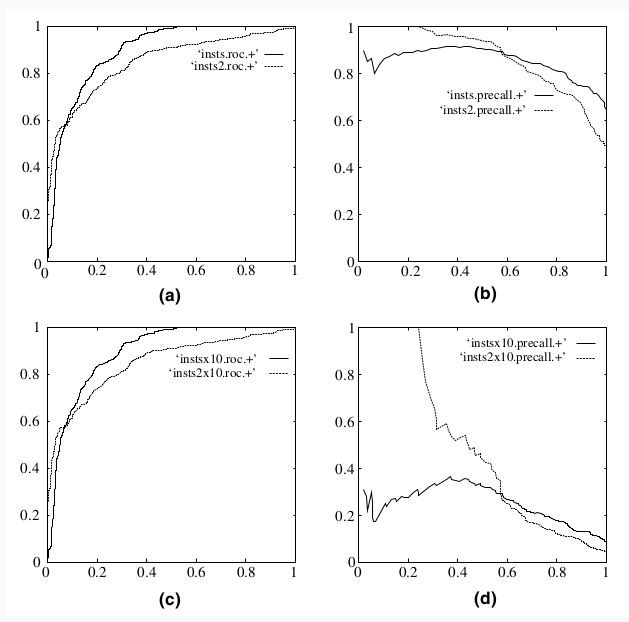 1
0.8
0.6
0.4
0.2
0
0 0.2 0.4 0.6 0.8 1
‘insts.roc.+’
‘insts2.roc.+’
(a)
1
0.8
0.6
0.4
0.2
0
0 0.2 0.4 0.6 0.8 1
‘insts.precall.+’
‘insts2.precall.+’
(b)
1
0.8
0.6
0.4
0.2
0
0 0.2 0.4 0.6 0.8 1
‘instsx10.roc.+’
‘insts2x10.roc.+’
(c)
1
0.8
0.6
0.4
0.2
0
0 0.2 0.4 0.6 0.8 1
‘instsx10.precall.+’
‘insts2x10.precall.+’
(d)